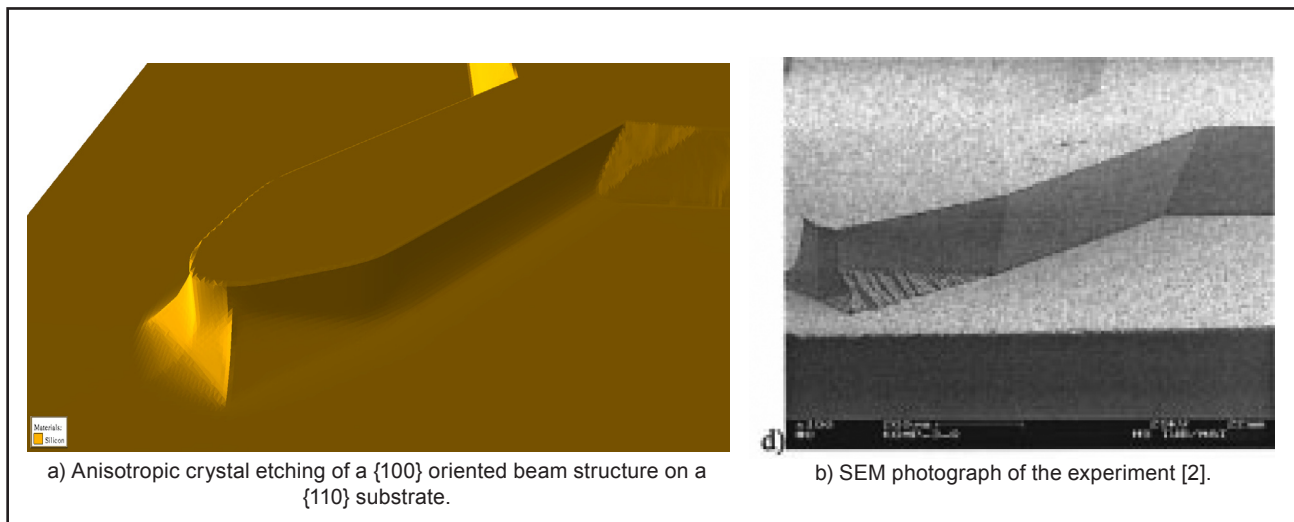 Materials:
Silicon
a) Anisotropic crystal etching of a {100} oriented beam structure on a
{110} substrate.
d)
b) SEM photograph of the experiment [2].